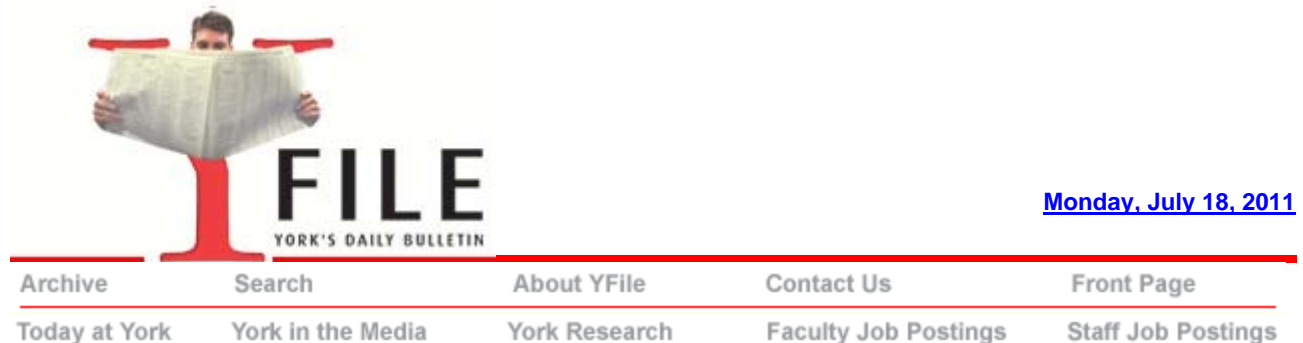 FILE
YORK'S DAILY BULLETIN
Monday, July 18, 2011
Archive Search About YFile Contact Us Front Page
Today at York York in the Media York Research Faculty Job Postings Staff Job Postings